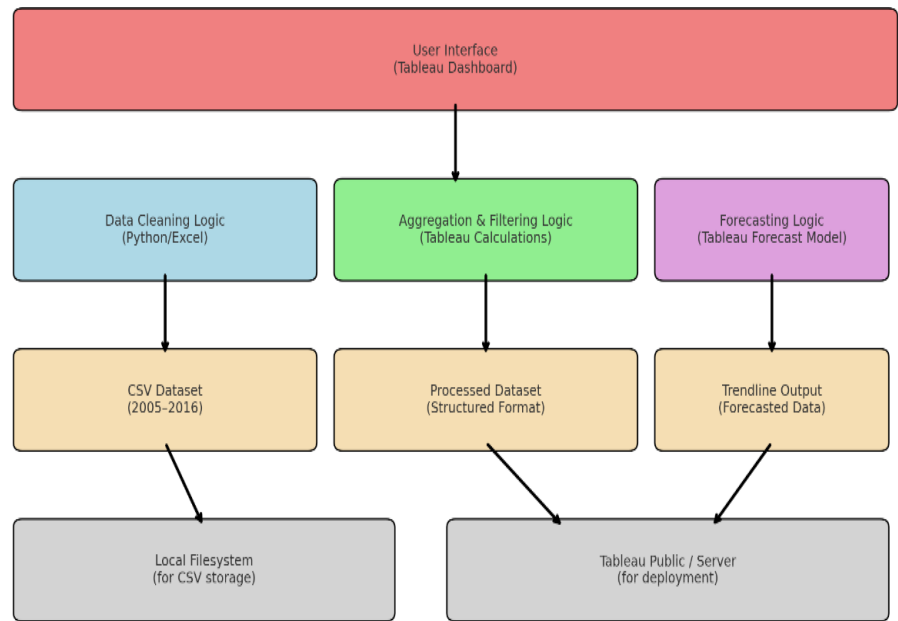 User Interface
(Tableau Dashboard)
Data Cleaning Logic
(Python/Excel)
Aggregation & Filtering Logic
(Tableau Calculations)
Forecasting Logic
(Tableau Forecast Model)
CSV Dataset
(2005–2016)
Processed Dataset
(Structured Format)
Trendline Output
(Forecasted Data)
Local Filesystem
(for CSV storage)
Tableau Public / Server
(for deployment)